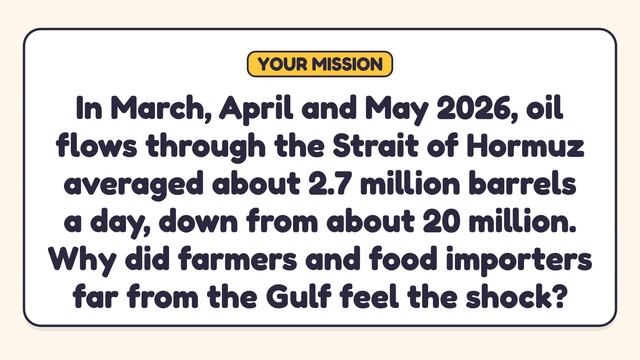 YOUR MISSION
In March, April and May 2026, oil
flows through the Strait of Hormuz
averaged about 2.7 million barrels
a day, down from about 20 million.
Why did farmers and food importers
far from the Gulf feel the shock?